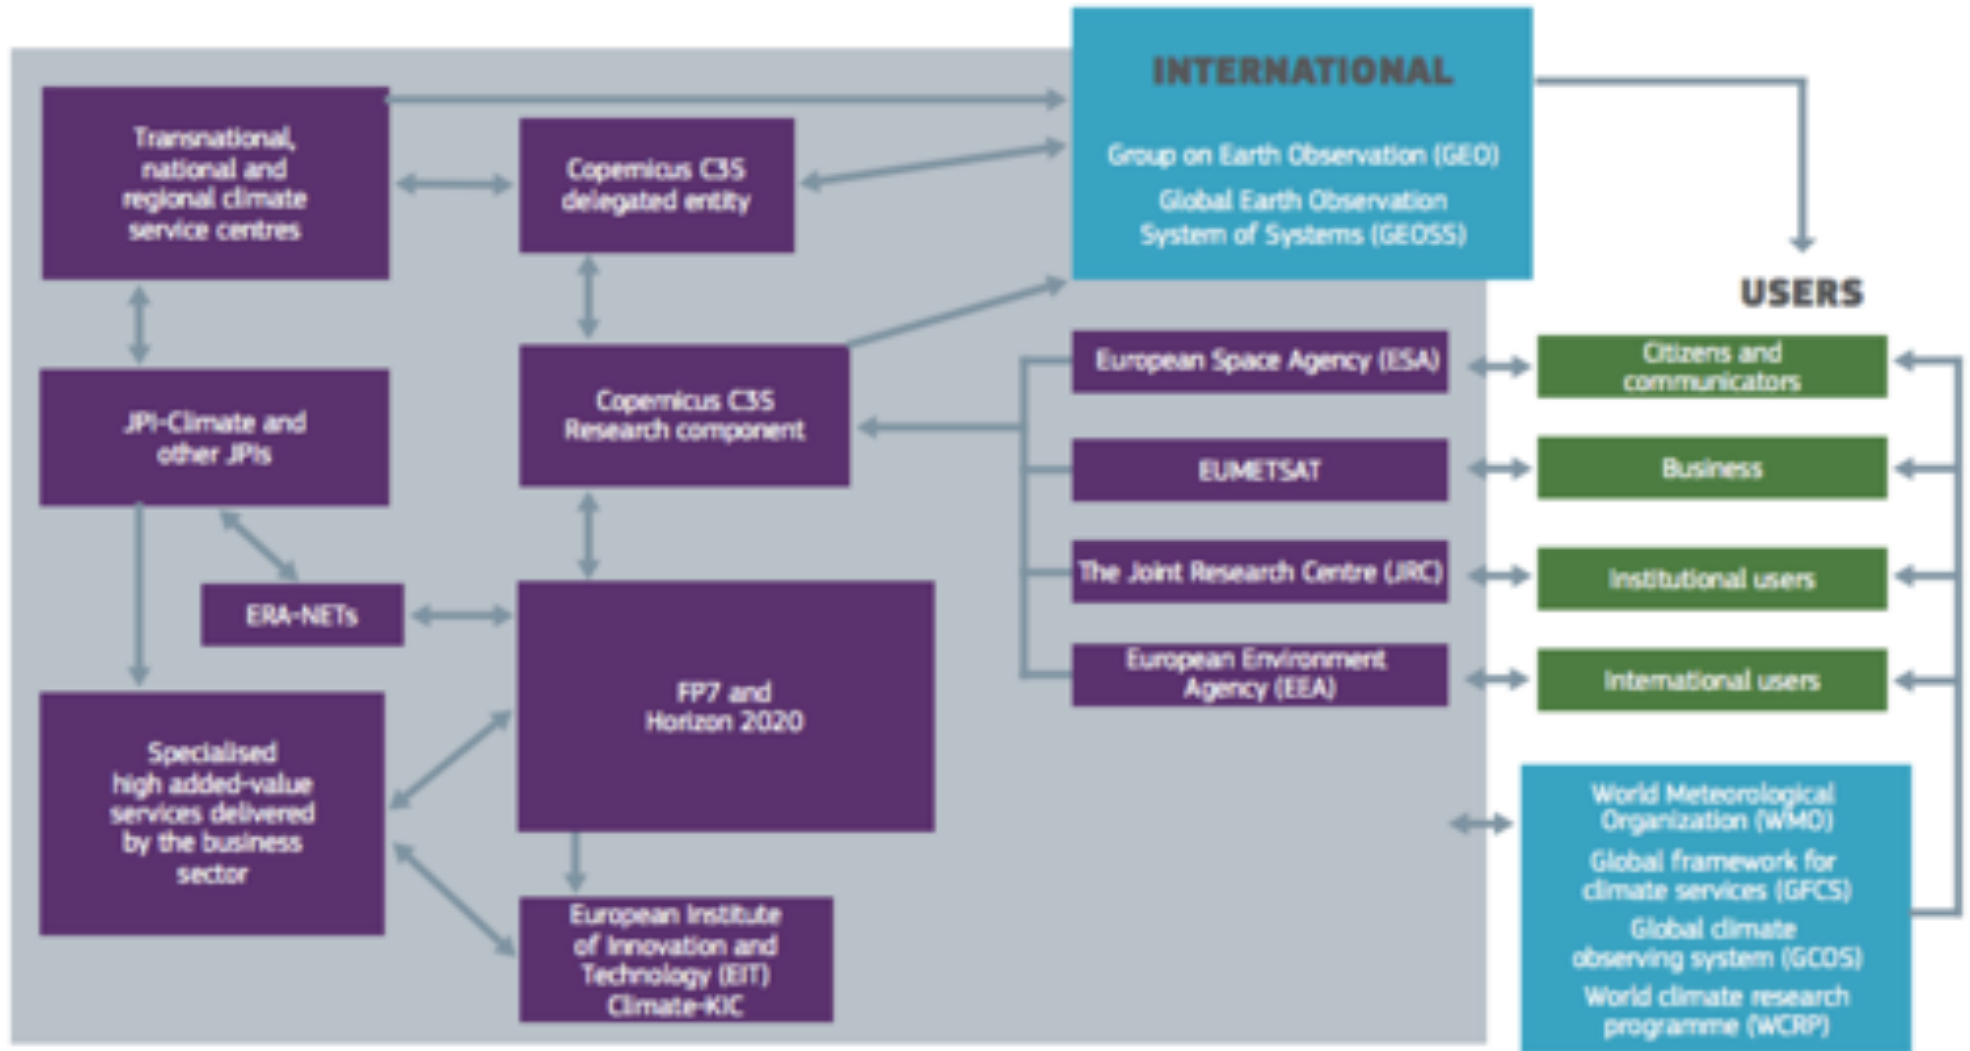 INTERNATIONAL
Group on Earth Observation (GEO)
Global Earth Observation
System of Systems (GEOSS)
Transnational,
national and
regional climate
service centres
Copernicus C3S
delegated entity
USERS
JPI-Climate and
other JPIs
Copernicus C3S
Research component
European Space Agency (ESA)
Citizens and
communicators
EUMETSAT
Business
The Joint Research Centre (JRC)
Institutional users
European Environment
Agency (EEA)
International users
ERA-NETs
FP7 and
Horizon 2020
Specialised
high added-value
services delivered
by the business
sector
European Institute
of Innovation and
Technology (EIT)
Climate-KIC
World Meteorological
Organization (WMO)
Global framework for
climate services (GFCS)
Global climate
observing system (GCOS)
World climate research
programme (WCRP)